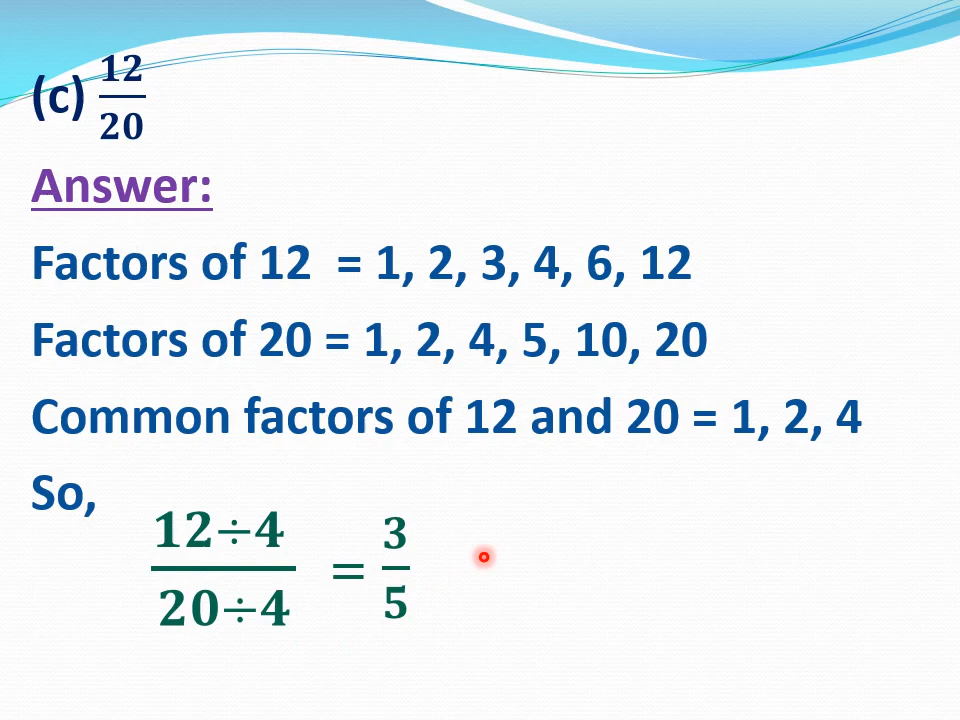 (c) 12/20
Answer:
Factors of 12 = 1, 2, 3, 4, 6, 12
Factors of 20 = 1, 2, 4, 5, 10, 20
Common factors of 12 and 20 = 1, 2, 4
So,
12÷4/20÷4 = 3/5